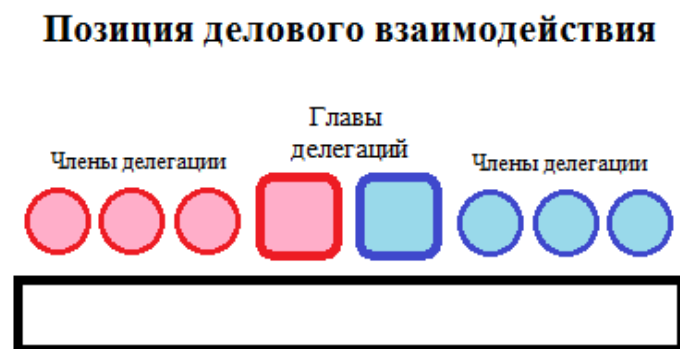 Позиция делового взаимодействия
Главы
делегаций
Члены делегации
Члены делегации